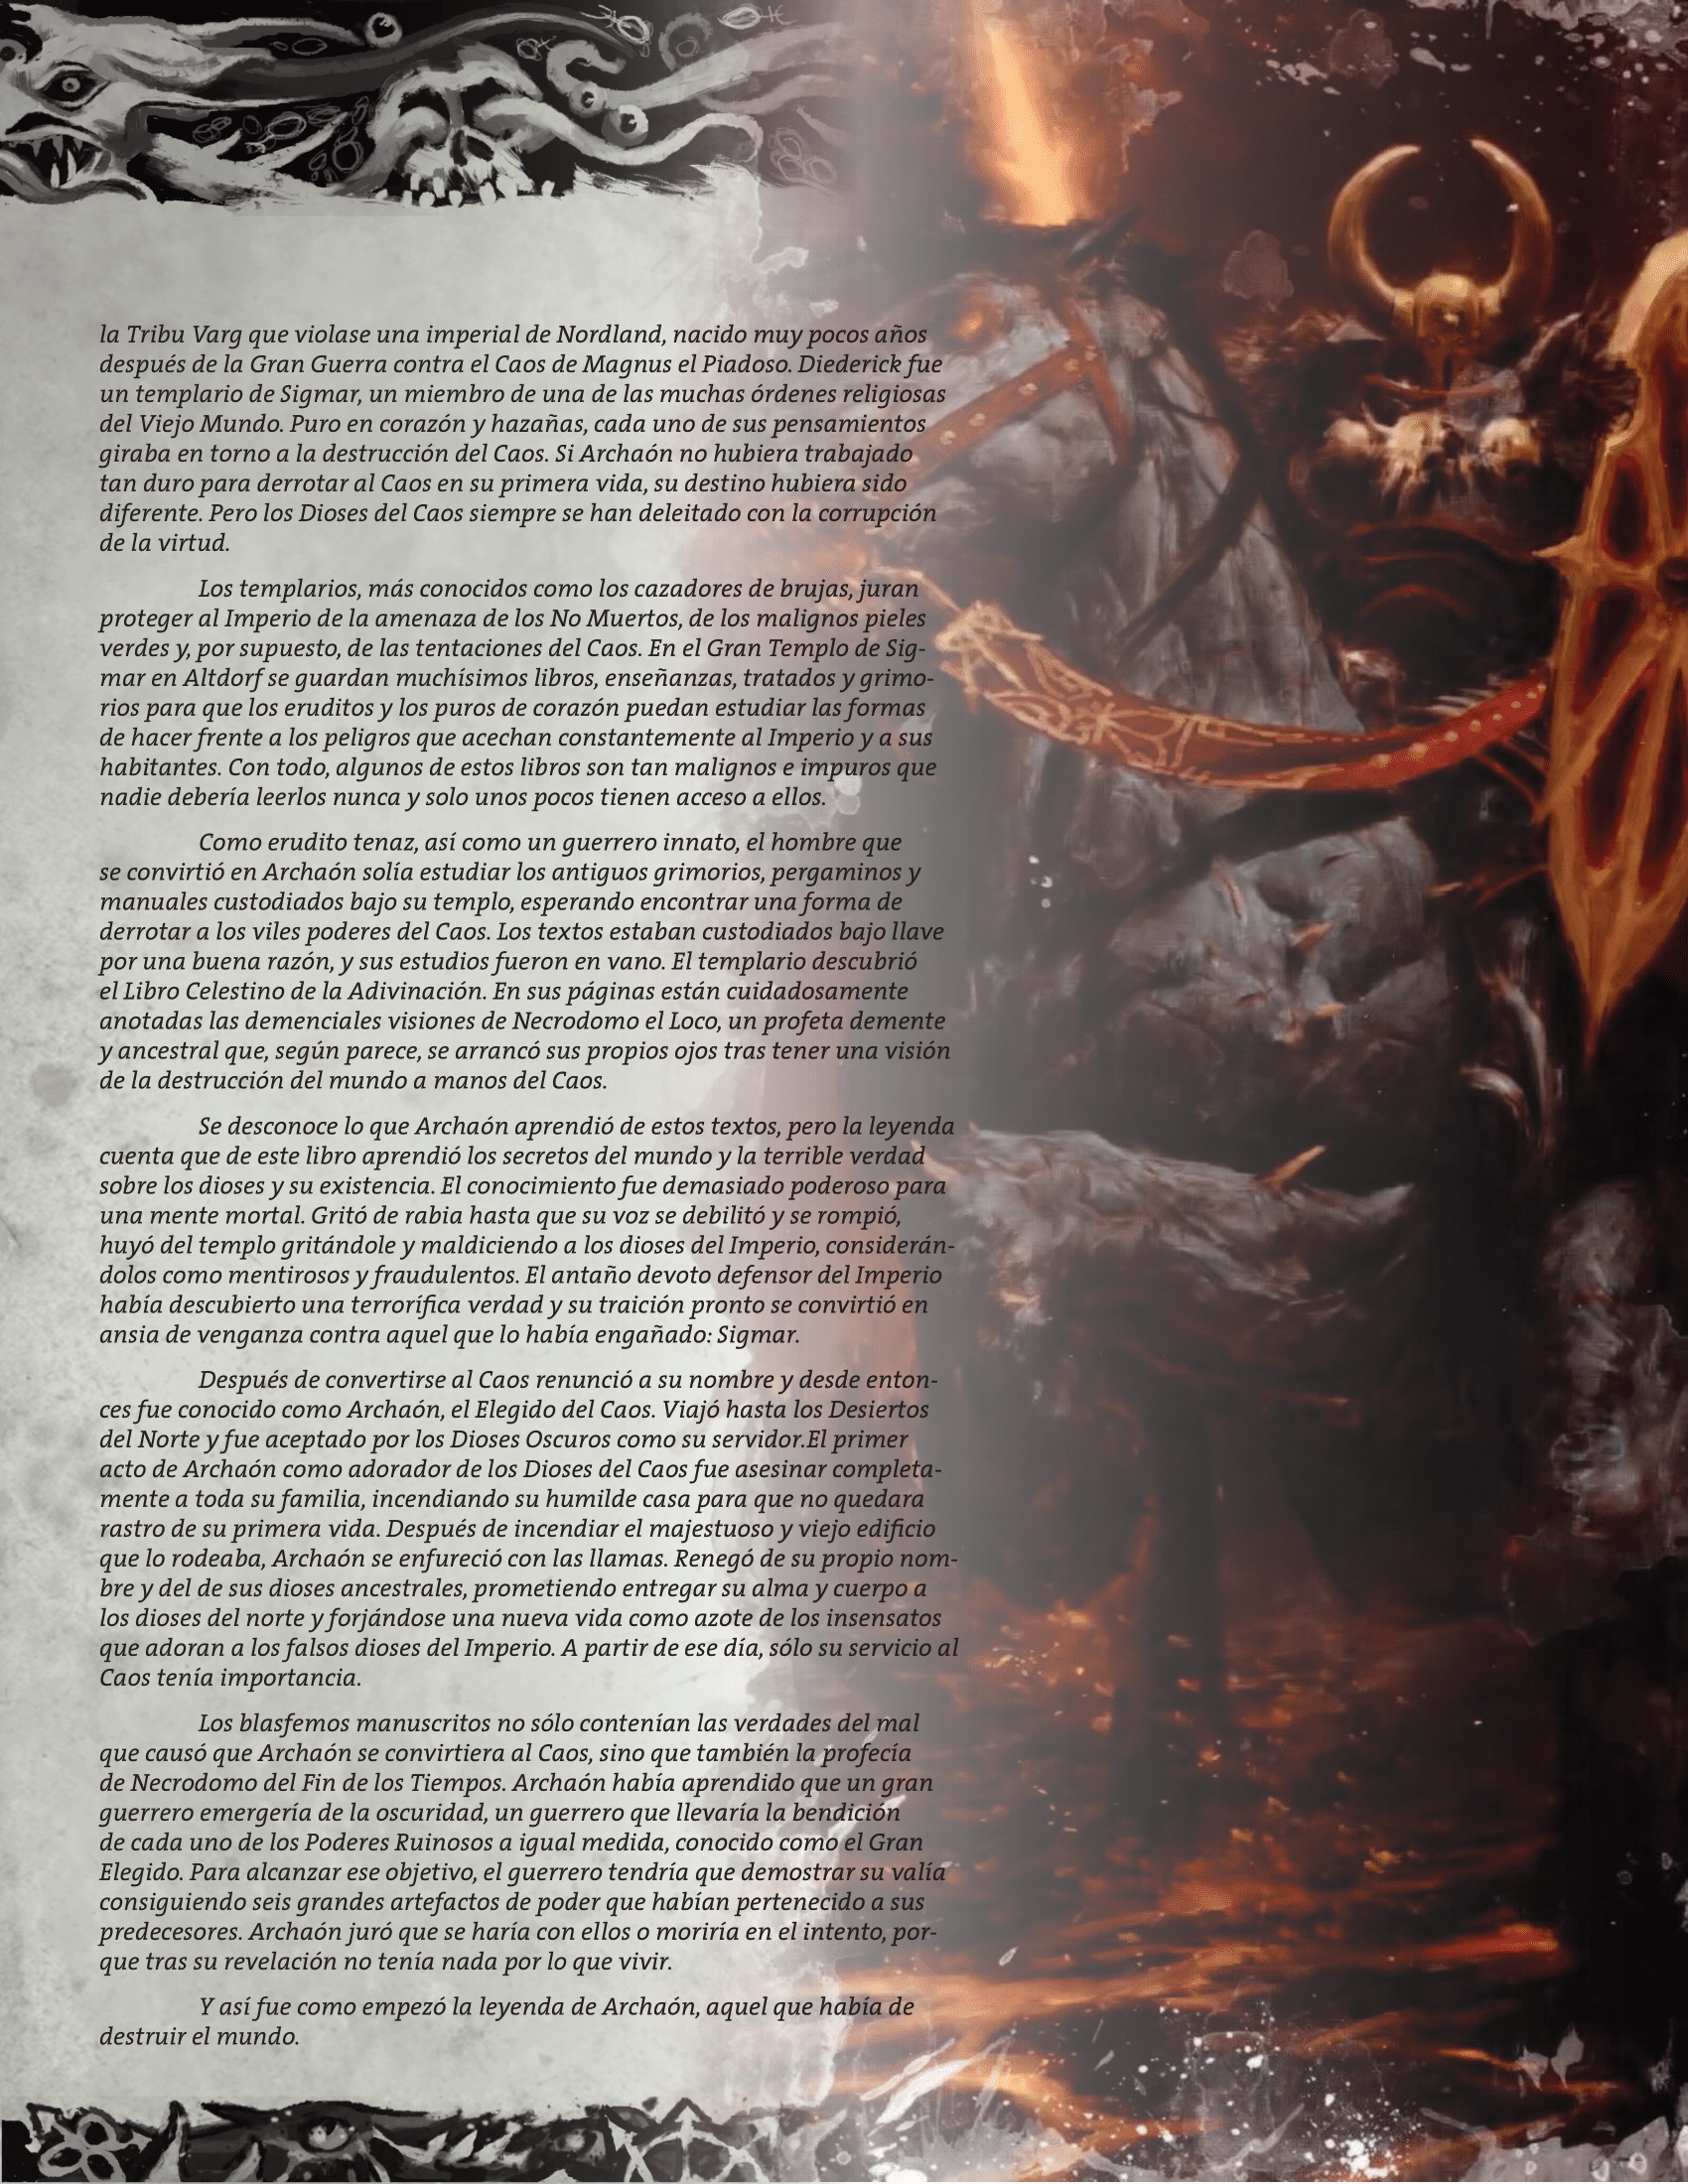 la Tribu Varg que violase una imperial de Nordland, nacido muy pocos años
después de la Gran Guerra contra el Caos de Magnus el Piadoso. Diederick fue
un templario de Sigmar, un miembro de una de las muchas órdenes religiosas
del Viejo Mundo. Puro en corazón y hazañas, cada uno de sus pensamientos
giraba en torno a la destrucción del Caos. Si Archaón no hubiera trabajado
tan duro para derrotar al Caos en su primera vida, su destino hubiera sido
diferente. Pero los Dioses del Caos siempre se han deleitado con la corrupción
de la virtud.
Los templarios, más conocidos como los cazadores de brujas, juran
proteger al Imperio de la amenaza de los No Muertos, de los malignos pieles
verdes y, por supuesto, de las tentaciones del Caos. En el Gran Templo de Sig-
mar en Altdorf se guardan muchísimos libros, enseñanzas, tratados y grimo-
rios para que los eruditos y los puros de corazón puedan estudiar las formas
de hacer frente a los peligros que acechan constantemente al Imperio y a sus
habitantes. Con todo, algunos de estos libros son tan malignos e impuros que
nadie debería leerlos nunca y solo unos pocos tienen acceso a ellos.
Como erudito tenaz, así como un guerrero innato, el hombre que
se convirtió en Archaón solía estudiar los antiguos grimorios, pergaminos y
manuales custodiados bajo su templo, esperando encontrar una forma de
derrotar a los viles poderes del Caos. Los textos estaban custodiados bajo llave
por una buena razón, y sus estudios fueron en vano. El templario descubrió
el Libro Celestino de la Adivinación. En sus páginas están cuidadosamente
anotadas las demenciales visiones de Necrodomo el Loco, un profeta demente
y ancestral que, según parece, se arrancó sus propios ojos tras tener una visión
de la destrucción del mundo a manos del Caos.
Se desconoce lo que Archaón aprendió de estos textos, pero la leyenda
cuenta que de este libro aprendió los secretos del mundo y la terrible verdad
sobre los dioses y su existencia. El conocimiento fue demasiado poderoso para
una mente mortal. Gritó de rabia hasta que su voz se debilitó y se rompió,
huyó del templo gritándole y maldiciendo a los dioses del Imperio, considerán-
dolos como mentirosos y fraudulentos. El antaño devoto defensor del Imperio
había descubierto una terrorífica verdad y su traición pronto se convirtió en
ansia de venganza contra aquel que lo había engañado: Sigmar.
Después de convertirse al Caos renunció a su nombre y desde enton-
ces fue conocido como Archaón, el Elegido del Caos. Viajó hasta los Desiertos
del Norte y fue aceptado por los Dioses Oscuros como su servidor.El primer
acto de Archaón como adorador de los Dioses del Caos fue asesinar completa-
mente a toda su familia, incendiando su humilde casa para que no quedara
rastro de su primera vida. Después de incendiar el majestuoso y viejo edificio
que lo rodeaba, Archaón se enfureció con las llamas. Renegó de su propio nom-
bre y del de sus dioses ancestrales, prometiendo entregar su alma y cuerpo a
los dioses del norte y forjándose una nueva vida como azote de los insensatos
que adoran a los falsos dioses del Imperio. A partir de ese día, sólo su servicio al
Caos tenía importancia.
Los blasfemos manuscritos no sólo contenían las verdades del mal
que causó que Archaón se convirtiera al Caos, sino que también la profecía
de Necrodomo del Fin de los Tiempos. Archaón había aprendido que un gran
guerrero emergería de la oscuridad, un guerrero que llevaría la bendición
de cada uno de los Poderes Ruinosos a igual medida, conocido como el Gran
Elegido. Para alcanzar ese objetivo, el guerrero tendría que demostrar su valía
consiguiendo seis grandes artefactos de poder que habían pertenecido a sus
predecesores. Archaón juró que se haría con ellos o moriría en el intento, por-
que tras su revelación no tenía nada por lo que vivir.
Y así fue como empezó la leyenda de Archaón, aquel que había de
destruir el mundo.